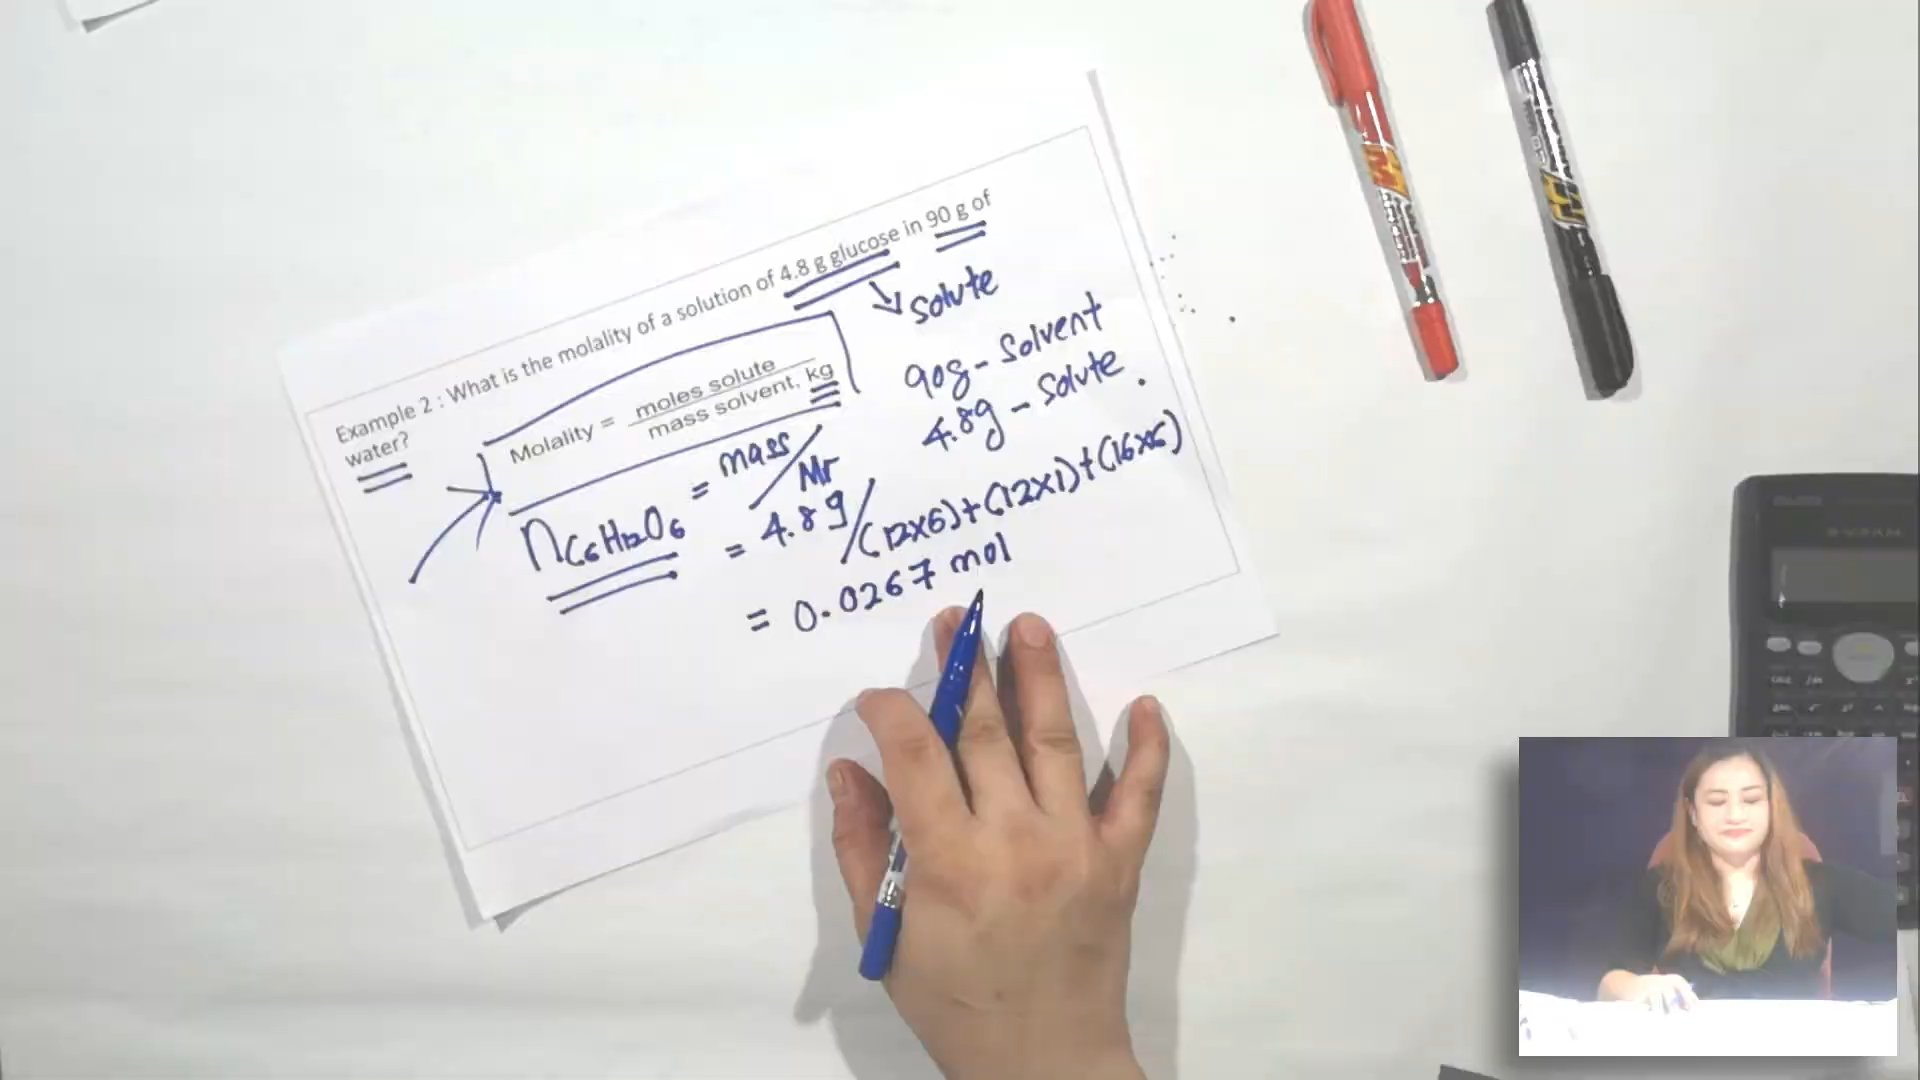 Example 2 : What is the molality of a solution of 4.8 g glucose in 90 g of
water?
solute
Molality = moles solute
mass solvent, kg
90g - solvent
4.8g - solute.
nC6H12O6 = mass / Mr
= 4.8g / (12x6)+(12x1)+(16x6)
= 0.0267 mol